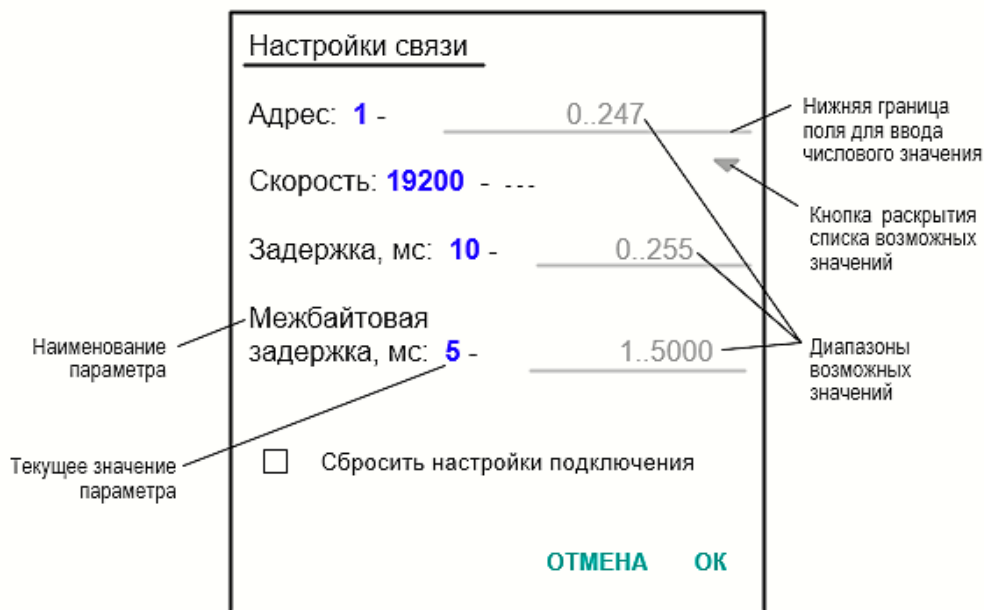 Настройки связи
Адрес: 1 - 0..247
Скорость: 19200 - ---
Задержка, мс: 10 - 0..255
Межбайтовая
задержка, мс: 5 - 1..5000
Сбросить настройки подключения
ОТМЕНА ОК
Наименование
параметра
Текущее значение
параметра
Нижняя граница
поля для ввода
числового значения
Кнопка раскрытия
списка возможных
значений
Диапазоны
возможных
значений